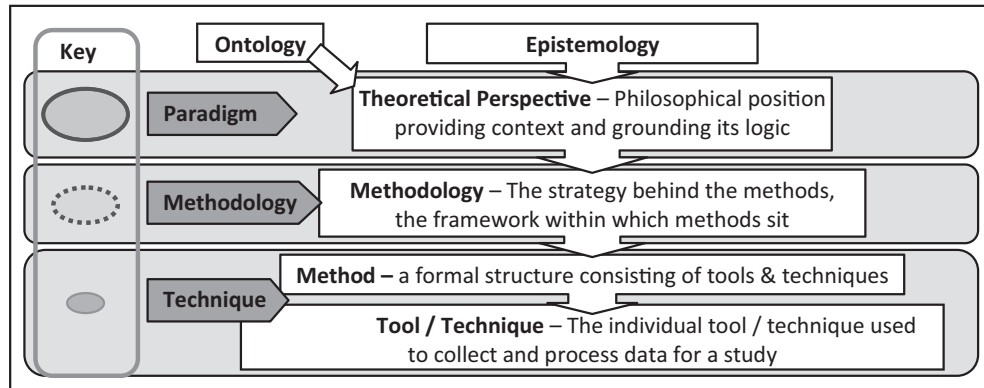 Key
Ontology
Epistemology
Paradigm
Theoretical Perspective – Philosophical position
providing context and grounding its logic
Methodology
Methodology – The strategy behind the methods,
the framework within which methods sit
Technique
Method – a formal structure consisting of tools & techniques
Tool / Technique – The individual tool / technique used
to collect and process data for a study